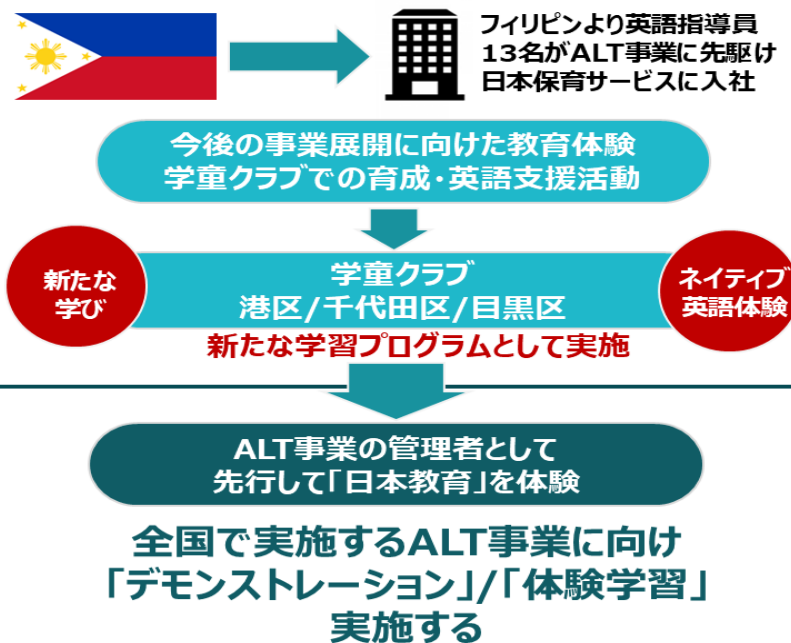 フィリピンより英語指導員
13名がALT事業に先駆け
日本保育サービスに入社
今後の事業展開に向けた教育体験
学童クラブでの育成・英語支援活動
新たな
学び
学童クラブ
港区/千代田区/目黒区
ネイティブ
英語体験
新たな学習プログラムとして実施
ALT事業の管理者として
先行して「日本教育」を体験
全国で実施するALT事業に向け
「デモンストレーション」/「体験学習」
実施する